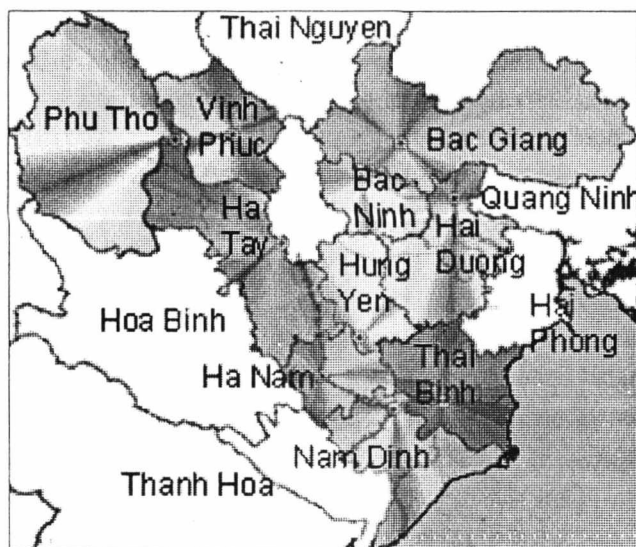 Thai Nguyen
Phu Tho
Vinh
Phuc
Bac Giang
Bac
Ninh
Quang Ninh
Ha
Tay
Hai
Duong
Hung
Yen
Hoa Binh
Hai
Phong
Ha Nam
Thai
Binh
Nam Dinh
Thanh Hoa